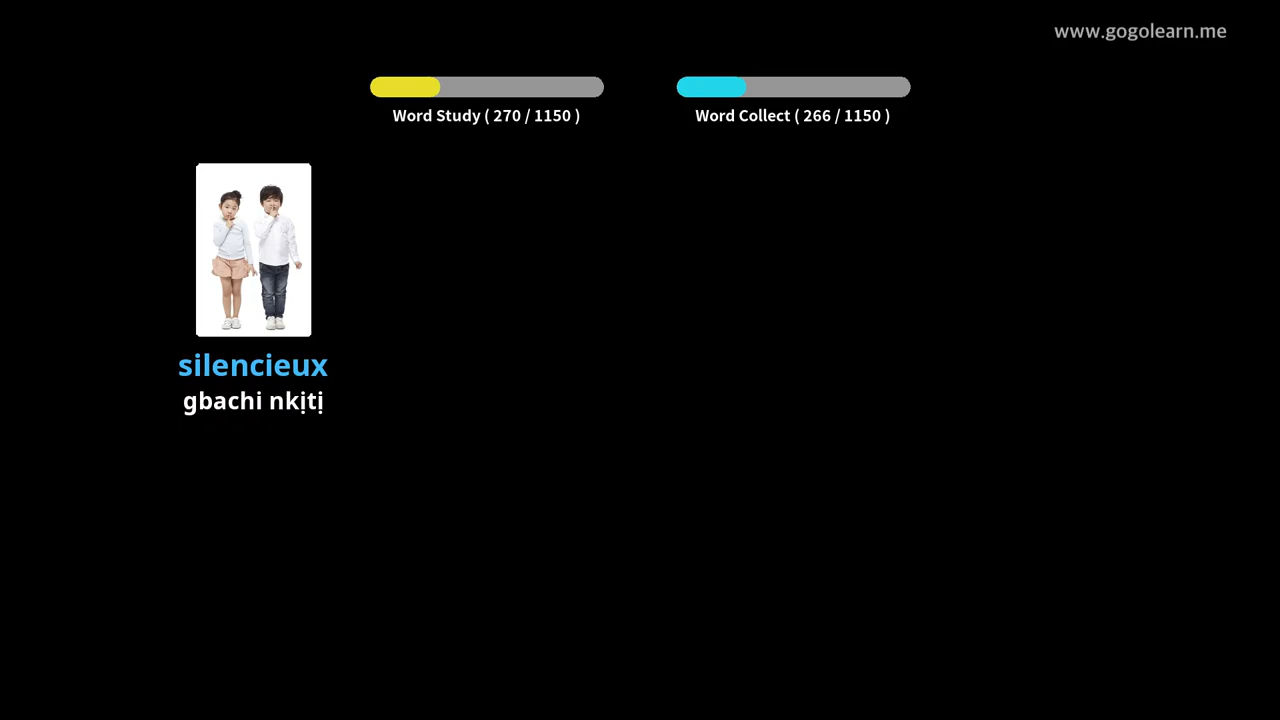 www.gogolearn.me
Word Study ( 270 / 1150 )
Word Collect ( 266 / 1150 )
silencieux
gbachi nkịtị